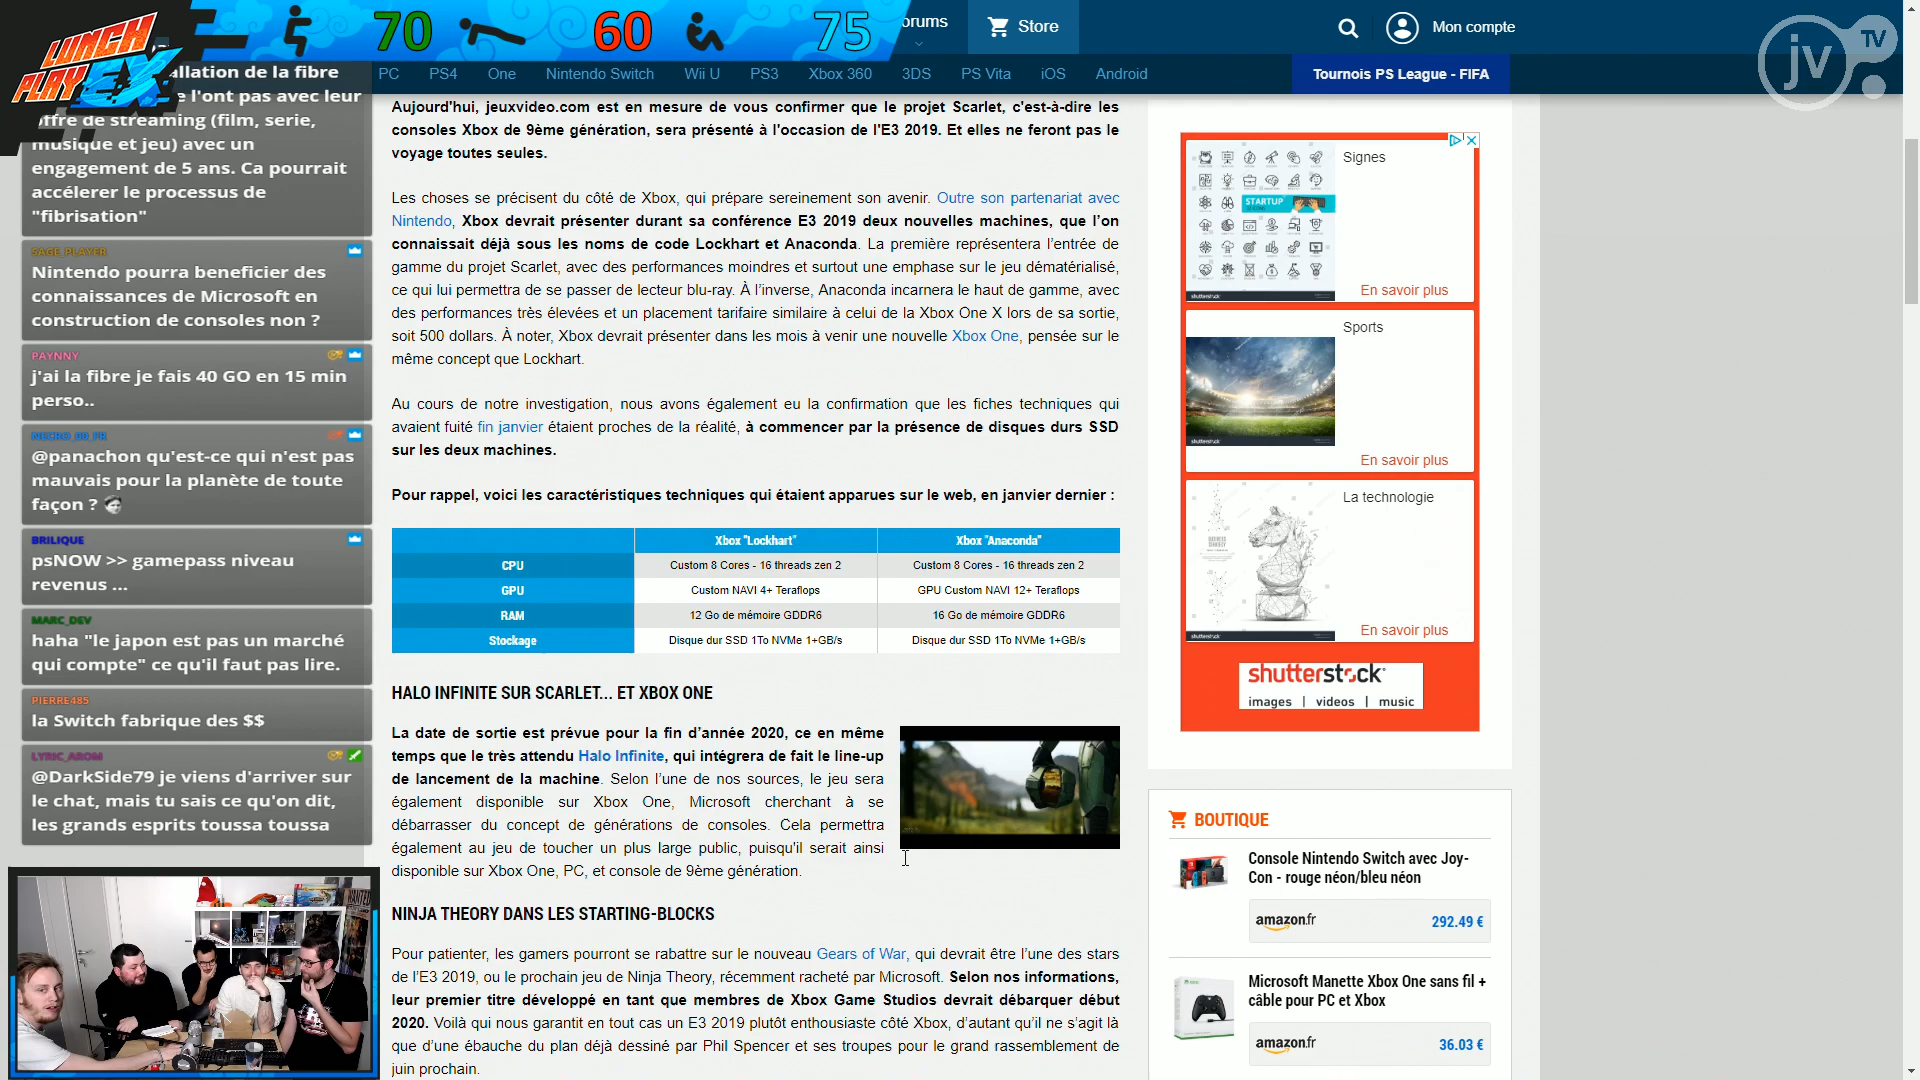 LUNCH
PLAY EX
70
60
75
orums
Store
Mon compte
jv TV
PC
PS4
One
Nintendo Switch
Wii U
PS3
Xbox 360
3DS
PS Vita
iOS
Android
Tournois PS League - FIFA
allation de la fibre
e l'ont pas avec leur
offre de streaming (film, serie,
musique et jeu) avec un
engagement de 5 ans. Ca pourrait
accélerer le processus de
"fibrisation"
SAGE_PLAYER
Nintendo pourra beneficier des
connaissances de Microsoft en
construction de consoles non ?
PAYNNY
j'ai la fibre je fais 40 GO en 15 min
perso..
NECRO_00_FR
@panachon qu'est-ce qui n'est pas
mauvais pour la planète de toute
façon ?
BRILIQUE
psNOW >> gamepass niveau
revenus ...
MARC_DEV
haha "le japon est pas un marché
qui compte" ce qu'il faut pas lire.
PIERRE485
la Switch fabrique des $$
LYRIC_AROM
@DarkSide79 je viens d'arriver sur
le chat, mais tu sais ce qu'on dit,
les grands esprits toussa toussa
Aujourd'hui, jeuxvideo.com est en mesure de vous confirmer que le projet Scarlet, c'est-à-dire les
consoles Xbox de 9ème génération, sera présenté à l'occasion de l'E3 2019. Et elles ne feront pas le
voyage toutes seules.
Les choses se précisent du côté de Xbox, qui prépare sereinement son avenir. Outre son partenariat avec
Nintendo, Xbox devrait présenter durant sa conférence E3 2019 deux nouvelles machines, que l'on
connaissait déjà sous les noms de code Lockhart et Anaconda. La première représentera l'entrée de
gamme du projet Scarlet, avec des performances moindres et surtout une emphase sur le jeu dématérialisé,
ce qui lui permettra de se passer de lecteur blu-ray. À l'inverse, Anaconda incarnera le haut de gamme, avec
des performances très élevées et un placement tarifaire similaire à celui de la Xbox One X lors de sa sortie,
soit 500 dollars. À noter, Xbox devrait présenter dans les mois à venir une nouvelle Xbox One, pensée sur le
même concept que Lockhart.
Au cours de notre investigation, nous avons également eu la confirmation que les fiches techniques qui
avaient fuité fin janvier étaient proches de la réalité, à commencer par la présence de disques durs SSD
sur les deux machines.
Pour rappel, voici les caractéristiques techniques qui étaient apparues sur le web, en janvier dernier :
Xbox "Lockhart" Xbox "Anaconda"
CPU Custom 8 Cores - 16 threads zen 2 Custom 8 Cores - 16 threads zen 2
GPU Custom NAVI 4+ Teraflops GPU Custom NAVI 12+ Teraflops
RAM 12 Go de mémoire GDDR6 16 Go de mémoire GDDR6
Stockage Disque dur SSD 1To NVMe 1+GB/s Disque dur SSD 1To NVMe 1+GB/s
HALO INFINITE SUR SCARLET... ET XBOX ONE
La date de sortie est prévue pour la fin d'année 2020, ce en même
temps que le très attendu Halo Infinite, qui intégrera de fait le line-up
de lancement de la machine. Selon l'une de nos sources, le jeu sera
également disponible sur Xbox One, Microsoft cherchant à se
débarrasser du concept de générations de consoles. Cela permettra
également au jeu de toucher un plus large public, puisqu'il serait ainsi
disponible sur Xbox One, PC, et console de 9ème génération.
NINJA THEORY DANS LES STARTING-BLOCKS
Pour patienter, les gamers pourront se rabattre sur le nouveau Gears of War, qui devrait être l'une des stars
de l'E3 2019, ou le prochain jeu de Ninja Theory, récemment racheté par Microsoft. Selon nos informations,
leur premier titre développé en tant que membres de Xbox Game Studios devrait débarquer début
2020. Voilà qui nous garantit en tout cas un E3 2019 plutôt enthousiaste côté Xbox, d'autant qu'il ne s'agit là
que d'une ébauche du plan déjà dessiné par Phil Spencer et ses troupes pour le grand rassemblement de
juin prochain.
Signes
STARTUP
shutterstock
En savoir plus
Sports
shutterstock
En savoir plus
La technologie
shutterstock
En savoir plus
shutterstock
images | videos | music
BOUTIQUE
Console Nintendo Switch avec Joy-
Con - rouge néon/bleu néon
amazon.fr 292.49 €
Microsoft Manette Xbox One sans fil +
câble pour PC et Xbox
amazon.fr 36.03 €